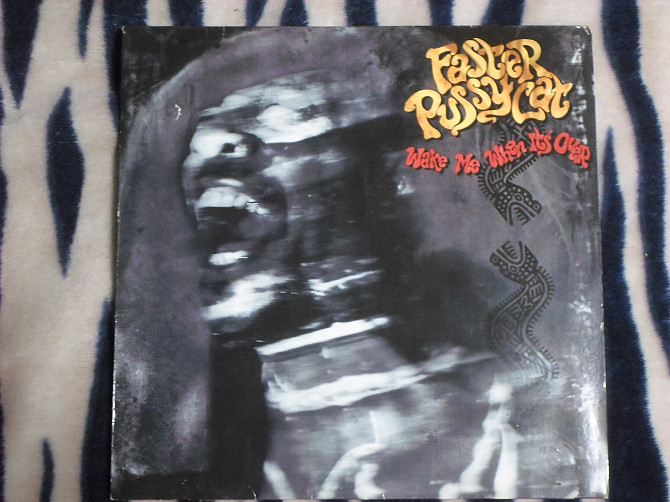 Faster
Pussycat
Wake Me When It's Over